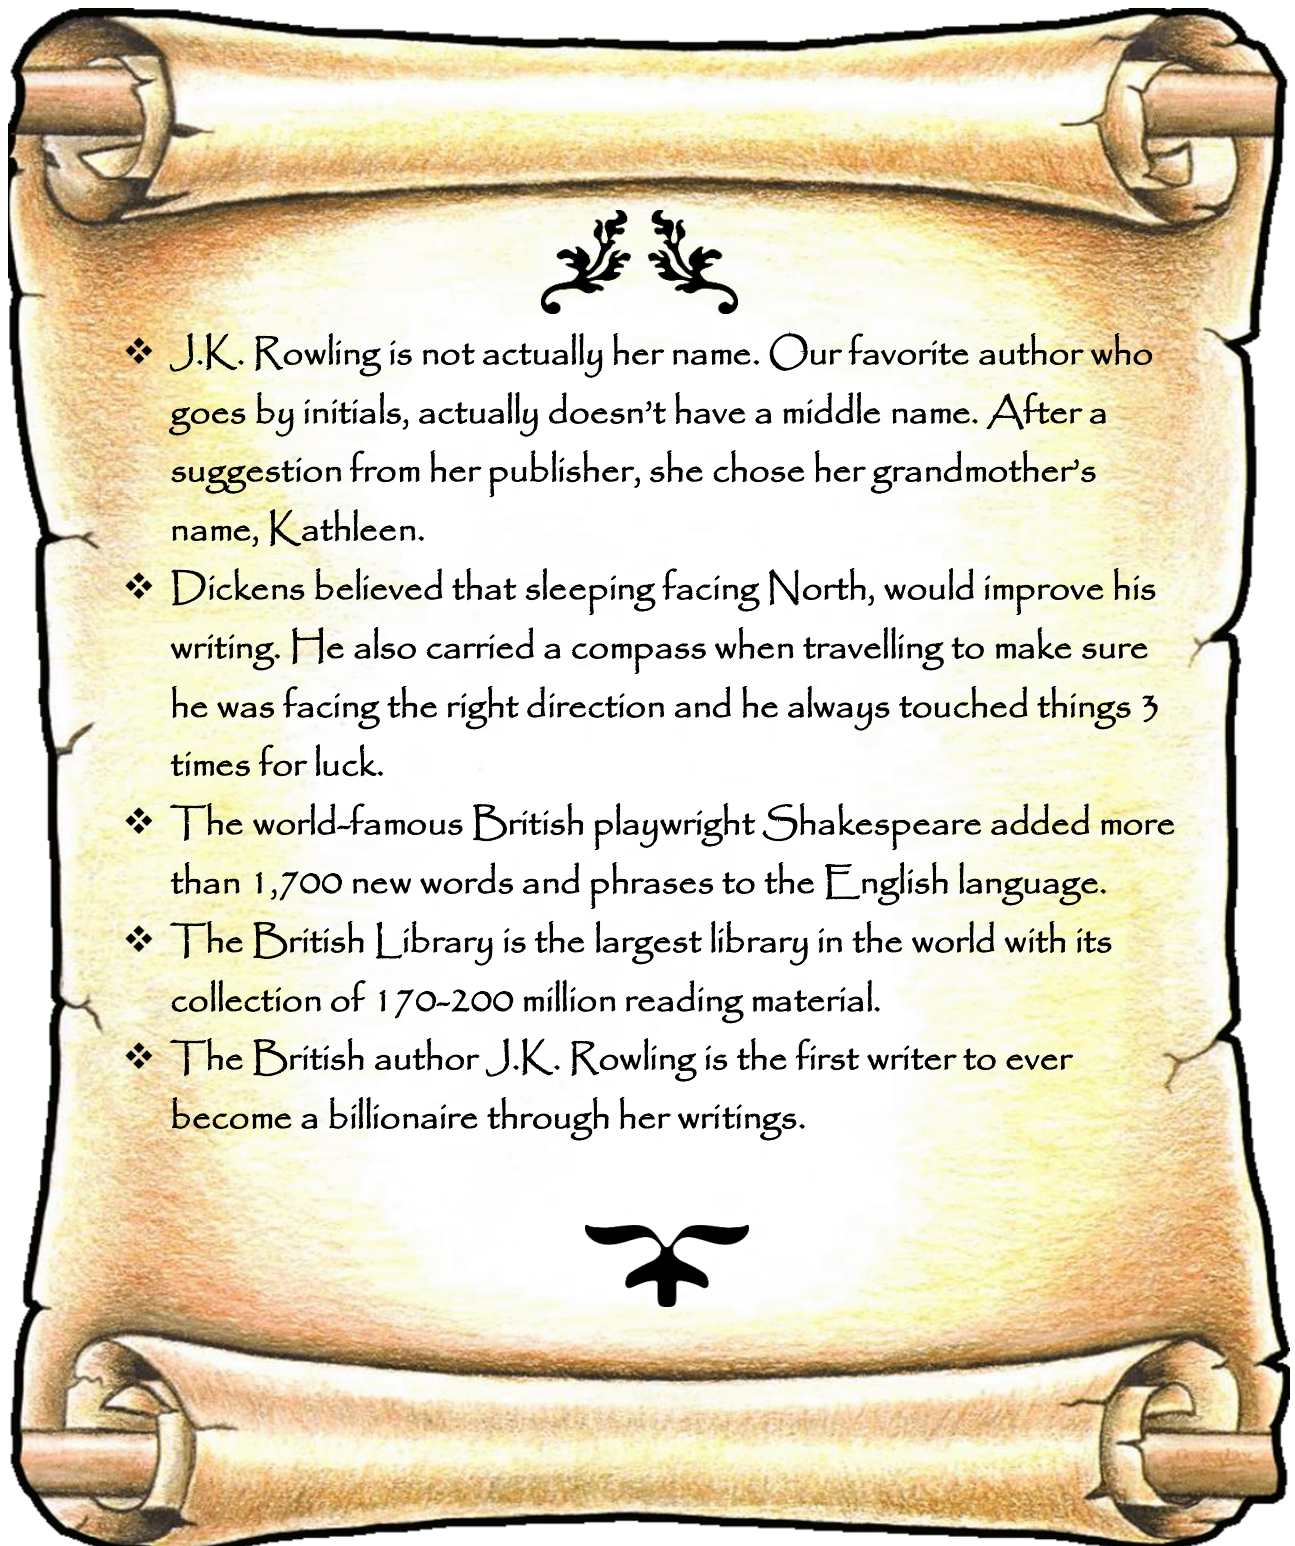 ❖ J.K. Rowling is not actually her name. Our favorite author who
goes by initials, actually doesn't have a middle name. After a
suggestion from her publisher, she chose her grandmother's
name, Kathleen.
❖ Dickens believed that sleeping facing North, would improve his
writing. He also carried a compass when travelling to make sure
he was facing the right direction and he always touched things 3
times for luck.
❖ The world-famous British playwright Shakespeare added more
than 1,700 new words and phrases to the English language.
❖ The British Library is the largest library in the world with its
collection of 170-200 million reading material.
❖ The British author J.K. Rowling is the first writer to ever
become a billionaire through her writings.